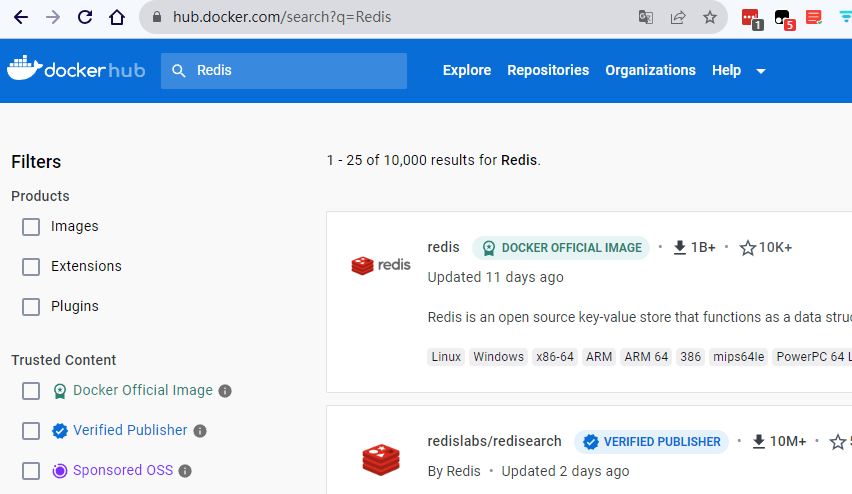 hub.docker.com/search?q=Redis
1
5
docker hub
Redis
Explore
Repositories
Organizations
Help
Filters
1 - 25 of 10,000 results for Redis.
Products
Images
Extensions
Plugins
Trusted Content
Docker Official Image
Verified Publisher
Sponsored OSS
redis
redis DOCKER OFFICIAL IMAGE • 1B+ • 10K+
Updated 11 days ago
Redis is an open source key-value store that functions as a data
Linux Windows x86-64 ARM ARM 64 386 mips64le PowerPC 64
redislabs/redisearch VERIFIED PUBLISHER • 10M+ •
By Redis • Updated 2 days ago